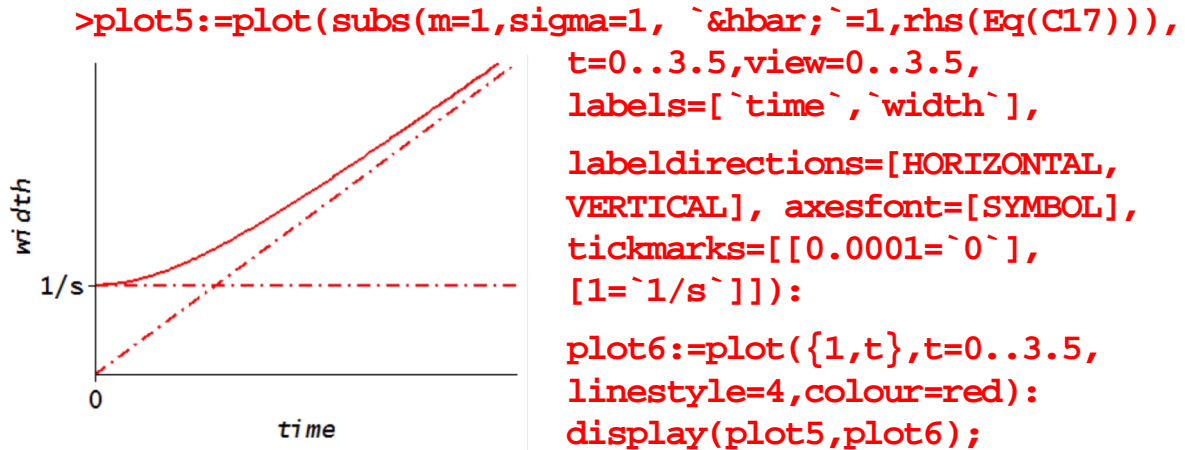 >plot5:=plot(subs(m=1,sigma=1, `&hbar;`=1,rhs(Eq(C17))),
t=0..3.5,view=0..3.5,
labels=[`time`,`width`],
labeldirections=[HORIZONTAL,
VERTICAL], axesfont=[SYMBOL],
tickmarks=[[0.0001=`0`],
[1=`1/s`]]):
plot6:=plot({1,t},t=0..3.5,
linestyle=4,colour=red):
display(plot5,plot6);
width
1/s
0
time